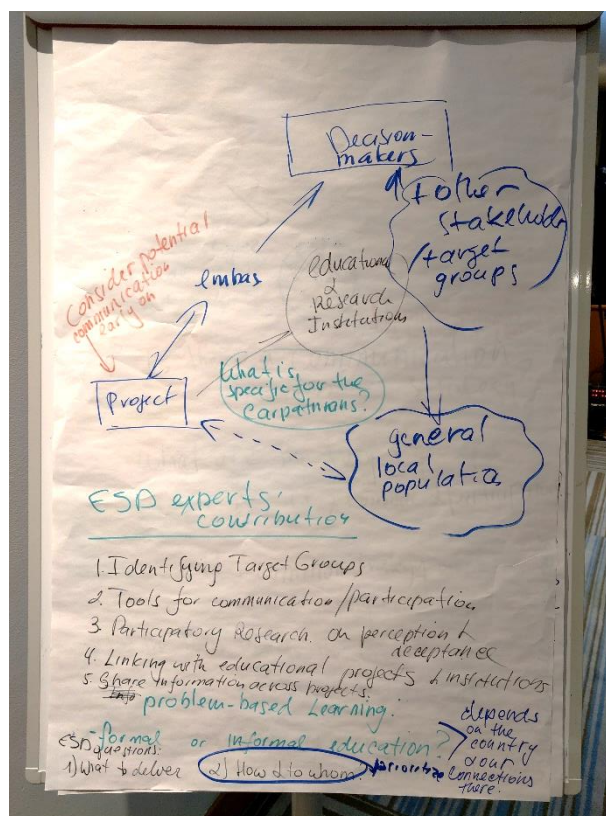 Decision-
makers
+ other
stakeholder
/target
groups
Consider potential
communication
early on
embas
educational
&
Research
Institutions
Project
What is
specific for the
Carpathians?
general
local
populatio
ESD experts'
contribution
1. Identifying Target Groups
2. Tools for communication/participation
3. Participatory Research on perception &
acceptance
4. Linking with educational projects & institutions
5. Share Information across projects.
problem-based Learning.
-formal or informal education?
depends
on the
country
& our
connections
there.
ESD questions:
1) What to deliver 2) How & to whom? prioritize